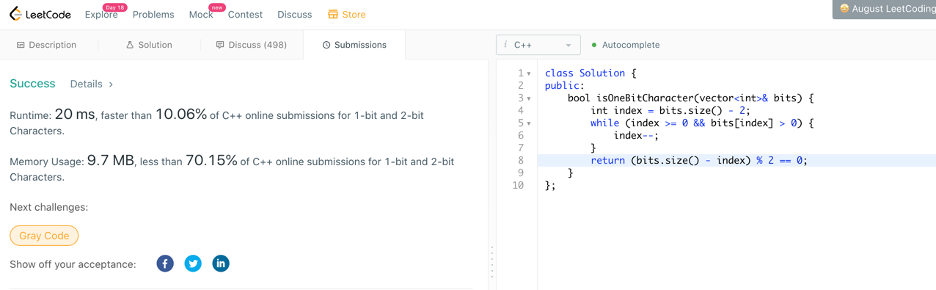 LeetCode Explore Day 18 Problems Mock new Contest Discuss Store August LeetCoding
Description Solution Discuss (498) Submissions i C++ Autocomplete
Success Details >
Runtime: 20 ms, faster than 10.06% of C++ online submissions for 1-bit and 2-bit
Characters.
Memory Usage: 9.7 MB, less than 70.15% of C++ online submissions for 1-bit and 2-bit
Characters.
Next challenges:
Gray Code
Show off your acceptance:
1 class Solution {
2 public:
3 bool isOneBitCharacter(vector<int>& bits) {
4 int index = bits.size() - 2;
5 while (index >= 0 && bits[index] > 0) {
6 index--;
7 }
8 return (bits.size() - index) % 2 == 0;
9 }
10 };